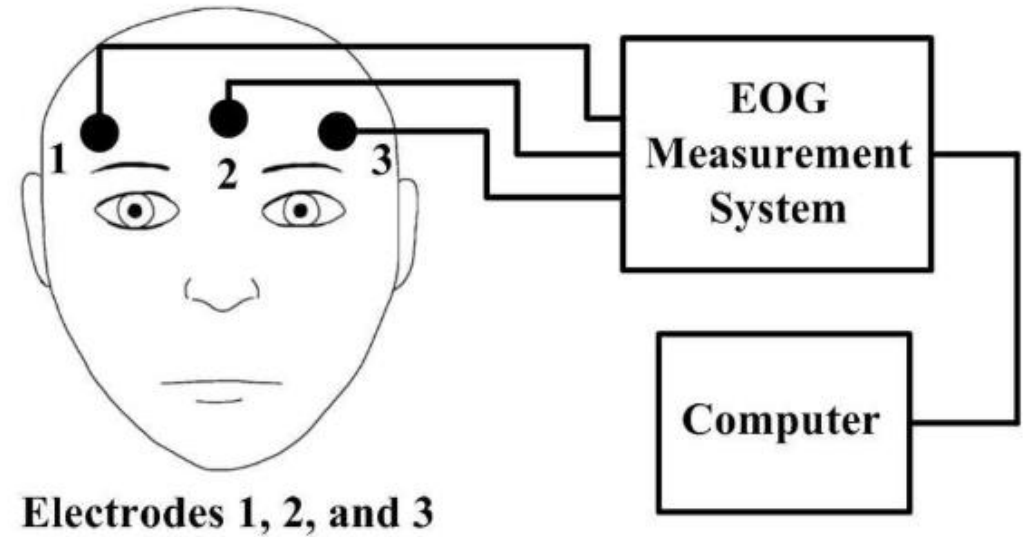 1
2
3
EOG
Measurement
System
Computer
Electrodes 1, 2, and 3